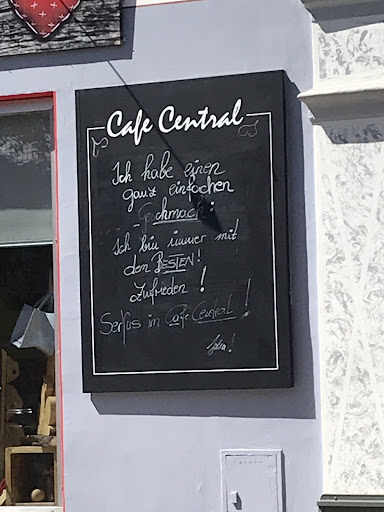 Cafe Central
Ich habe einen
ganz einfachen
Geschmack:
Ich bin immer mit
dem BESTEN!
zufrieden!
Servus im Cafe Central!